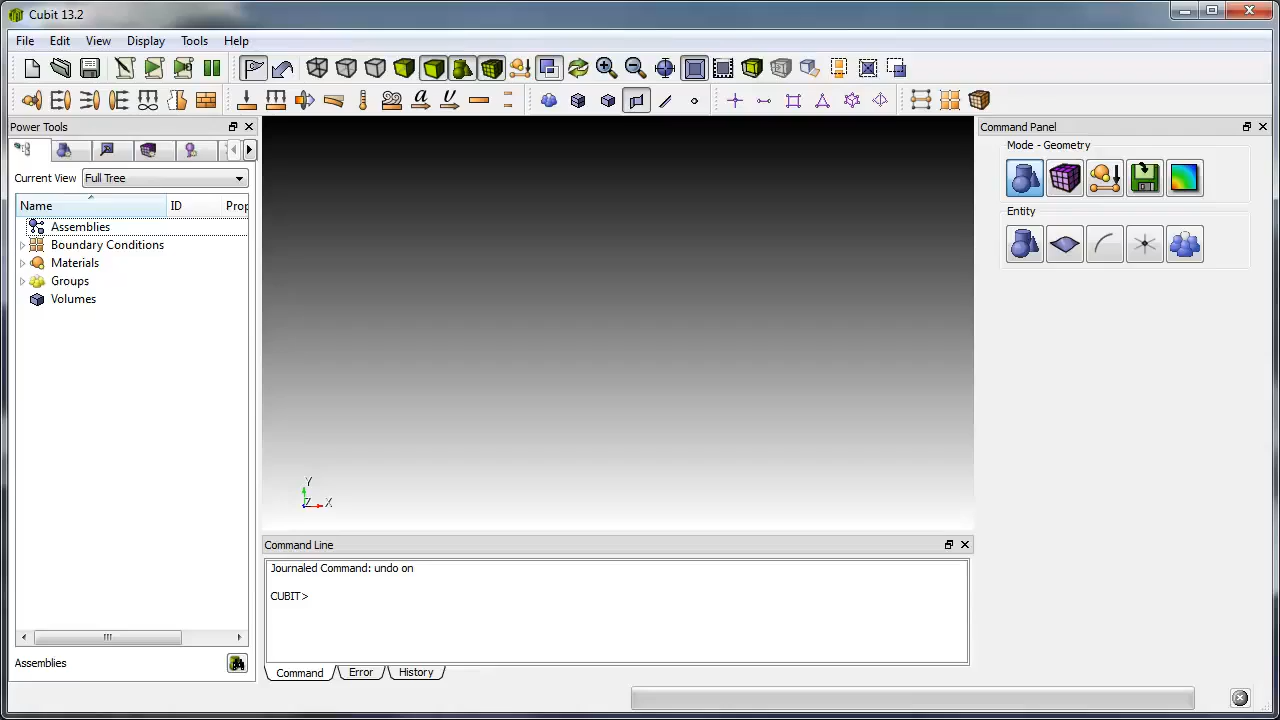 Cubit 13.2
File Edit View Display Tools Help
Power Tools
Current View Full Tree
Name ID Prop
Assemblies
Boundary Conditions
Materials
Groups
Volumes
Assemblies
Y
Z X
Command Line
Journaled Command: undo on
CUBIT>
Command Error History
Command Panel
Mode - Geometry
Entity